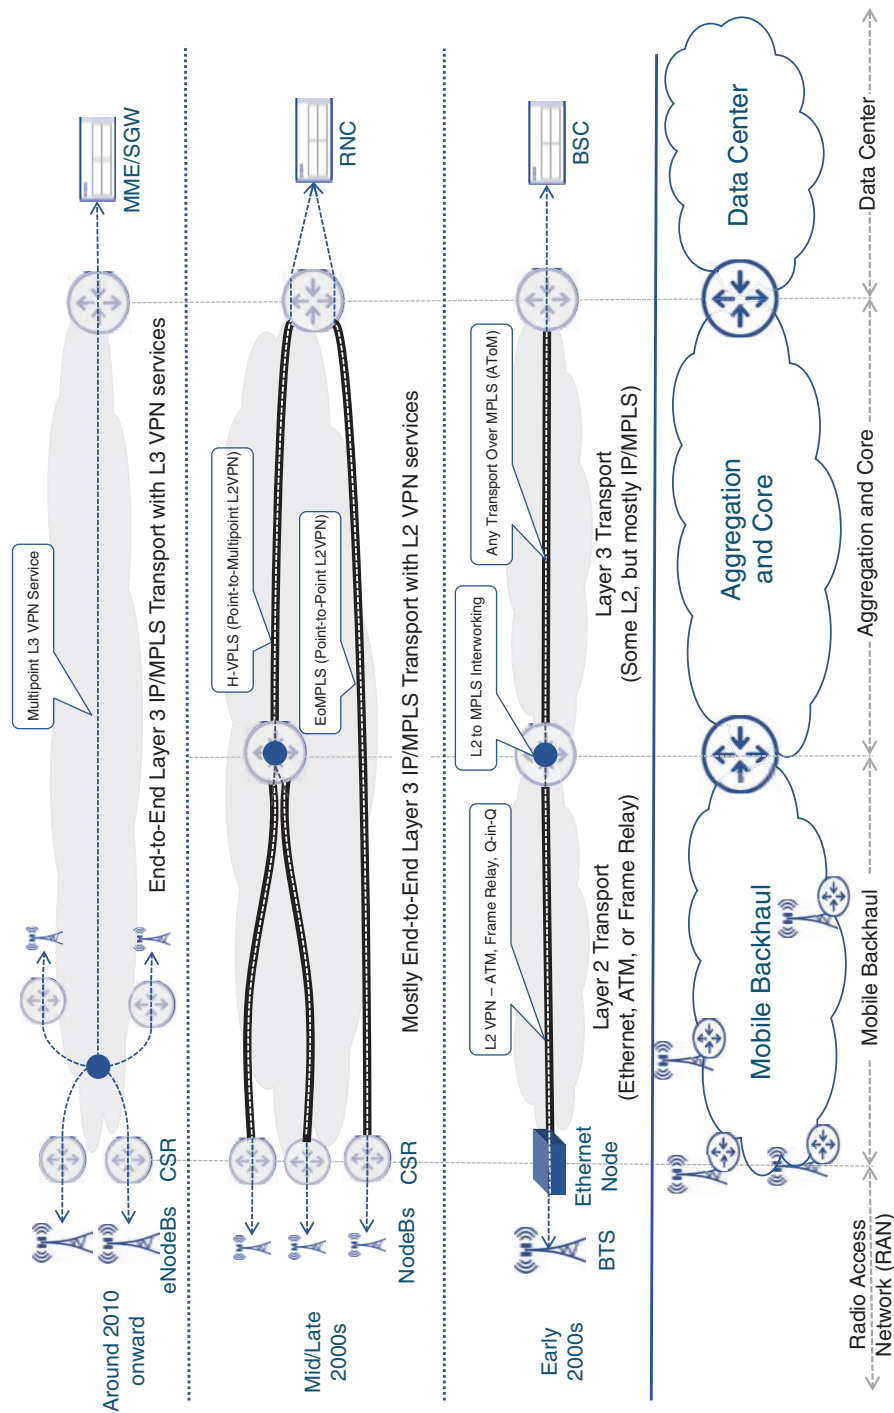 Around 2010
onward
eNodeBs
CSR
Multipoint L3 VPN Service
End-to-End Layer 3 IP/MPLS Transport with L3 VPN services
MME/SGW
Mid/Late
2000s
NodeBs
CSR
H-VPLS (Point-to-Multipoint L2VPN)
EoMPLS (Point-to-Point L2VPN)
Mostly End-to-End Layer 3 IP/MPLS Transport with L2 VPN services
RNC
Early
2000s
BTS
Ethernet
Node
L2 VPN – ATM, Frame Relay, Q-in-Q
L2 to MPLS Interworking
Any Transport Over MPLS (AToM)
Layer 2 Transport
(Ethernet, ATM, or Frame Relay)
Layer 3 Transport
(Some L2, but mostly IP/MPLS)
BSC
Mobile Backhaul
Aggregation
and Core
Data Center
Radio Access
Network (RAN)
Mobile Backhaul
Aggregation and Core
Data Center